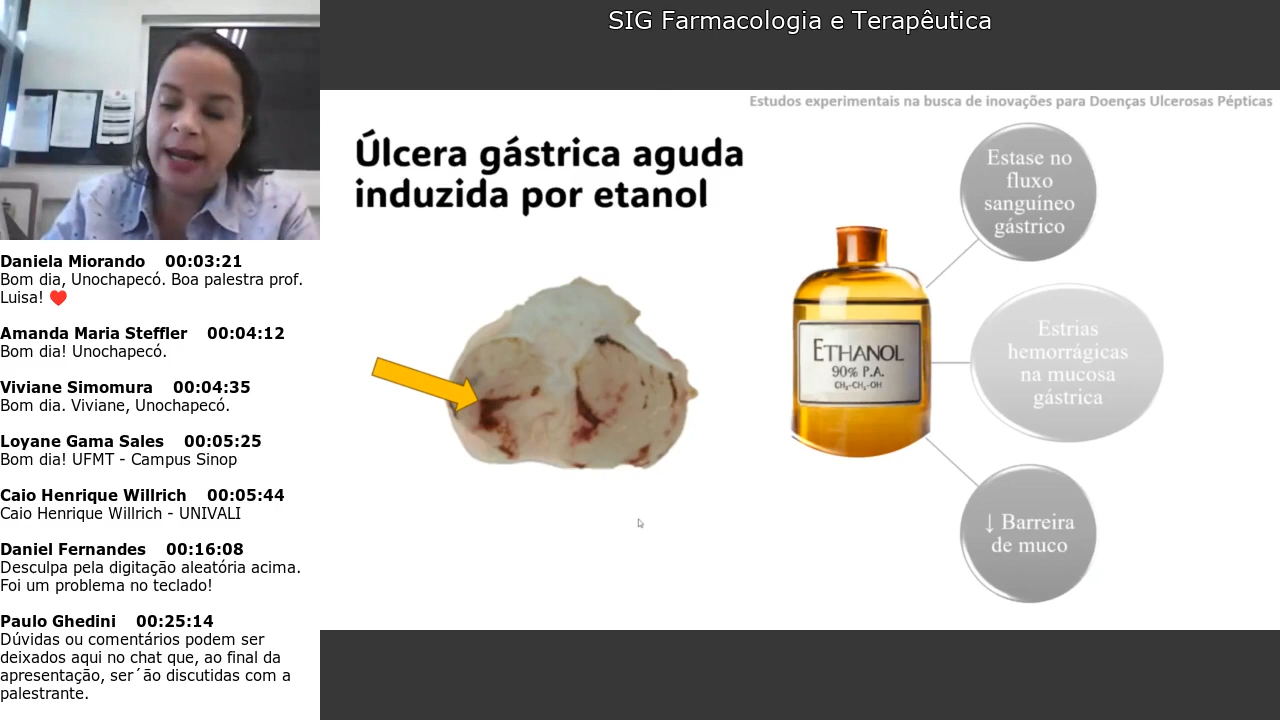 SIG Farmacologia e Terapêutica
Estudos experimentais na busca de inovações para Doenças Ulcerosas Pépticas
Úlcera gástrica aguda
induzida por etanol
Estase no
fluxo
sanguíneo
gástrico
ETHANOL
90% P.A.
CH₃-CH₂-OH
Estrias
hemorrágicas
na mucosa
gástrica
↓ Barreira
de muco
Daniela Miorando 00:03:21
Bom dia, Unochapecó. Boa palestra prof.
Luisa! ❤️
Amanda Maria Steffler 00:04:12
Bom dia! Unochapecó.
Viviane Simomura 00:04:35
Bom dia. Viviane, Unochapecó.
Loyane Gama Sales 00:05:25
Bom dia! UFMT - Campus Sinop
Caio Henrique Willrich 00:05:44
Caio Henrique Willrich - UNIVALI
Daniel Fernandes 00:16:08
Desculpa pela digitação aleatória acima.
Foi um problema no teclado!
Paulo Ghedini 00:25:14
Dúvidas ou comentários podem ser
deixados aqui no chat que, ao final da
apresentação, ser´ão discutidas com a
palestrante.